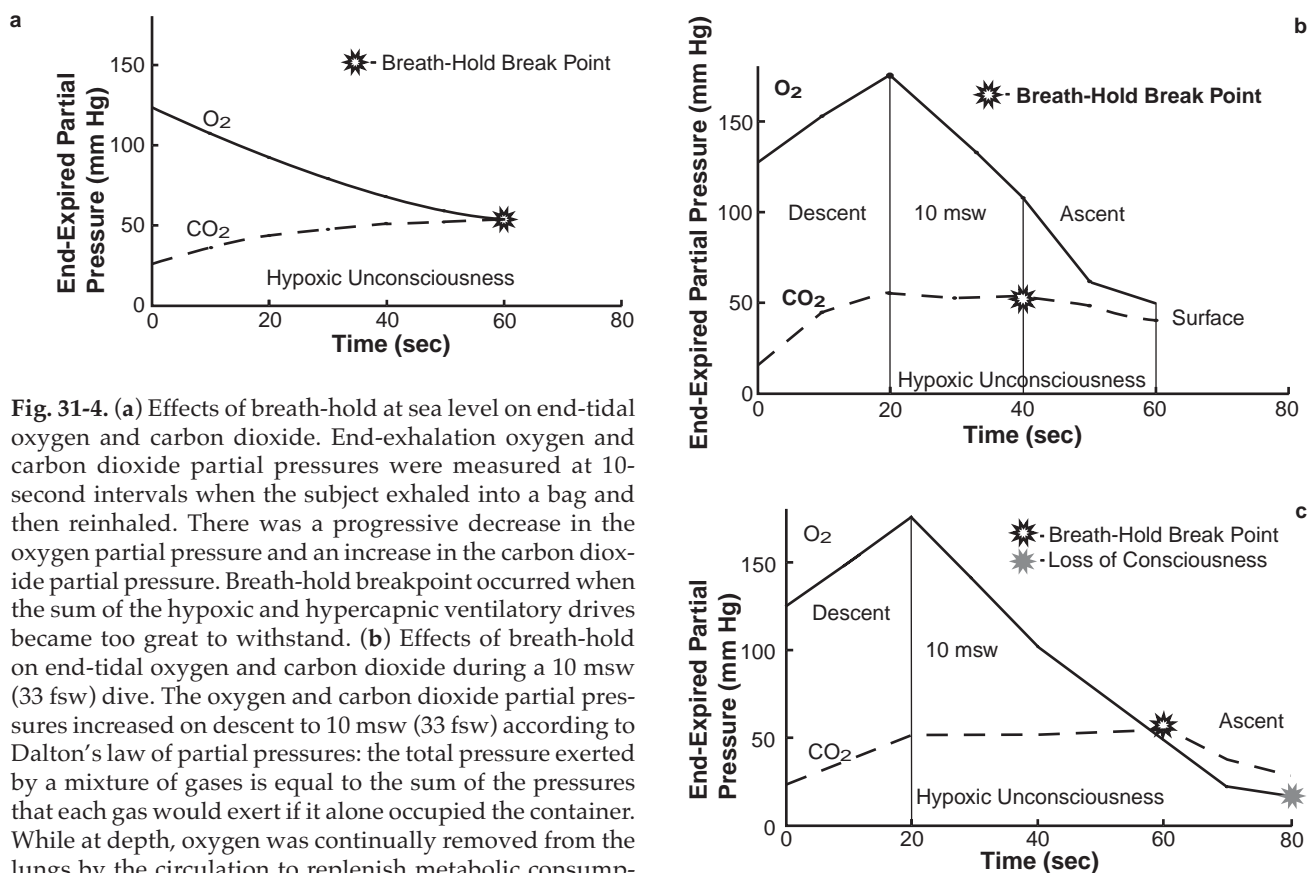 a
150
100
50
0
0 20 40 60 80
O2
CO2
Breath-Hold Break Point
Hypoxic Unconsciousness
End-Expired Partial
Pressure (mm Hg)
Time (sec)
Fig. 31-4. (a) Effects of breath-hold at sea level on end-tidal
oxygen and carbon dioxide. End-exhalation oxygen and
carbon dioxide partial pressures were measured at 10-
second intervals when the subject exhaled into a bag and
then reinhaled. There was a progressive decrease in the
oxygen partial pressure and an increase in the carbon diox-
ide partial pressure. Breath-hold breakpoint occurred when
the sum of the hypoxic and hypercapnic ventilatory drives
became too great to withstand. (b) Effects of breath-hold
on end-tidal oxygen and carbon dioxide during a 10 msw
(33 fsw) dive. The oxygen and carbon dioxide partial pres-
sures increased on descent to 10 msw (33 fsw) according to
Dalton's law of partial pressures: the total pressure exerted
by a mixture of gases is equal to the sum of the pressures
that each gas would exert if it alone occupied the container.
While at depth, oxygen was continually removed from the
lungs by the circulation to replenish metabolic consump-
b
150
100
50
0
0 20 40 60 80
O2
CO2
Breath-Hold Break Point
Descent
10 msw
Ascent
Surface
Hypoxic Unconsciousness
End-Expired Partial Pressure (mm Hg)
Time (sec)
c
150
100
50
0
0 20 40 60 80
O2
CO2
Breath-Hold Break Point
Loss of Consciousness
Descent
10 msw
Ascent
Hypoxic Unconsciousness
End-Expired Partial
Pressure (mm Hg)
Time (sec)